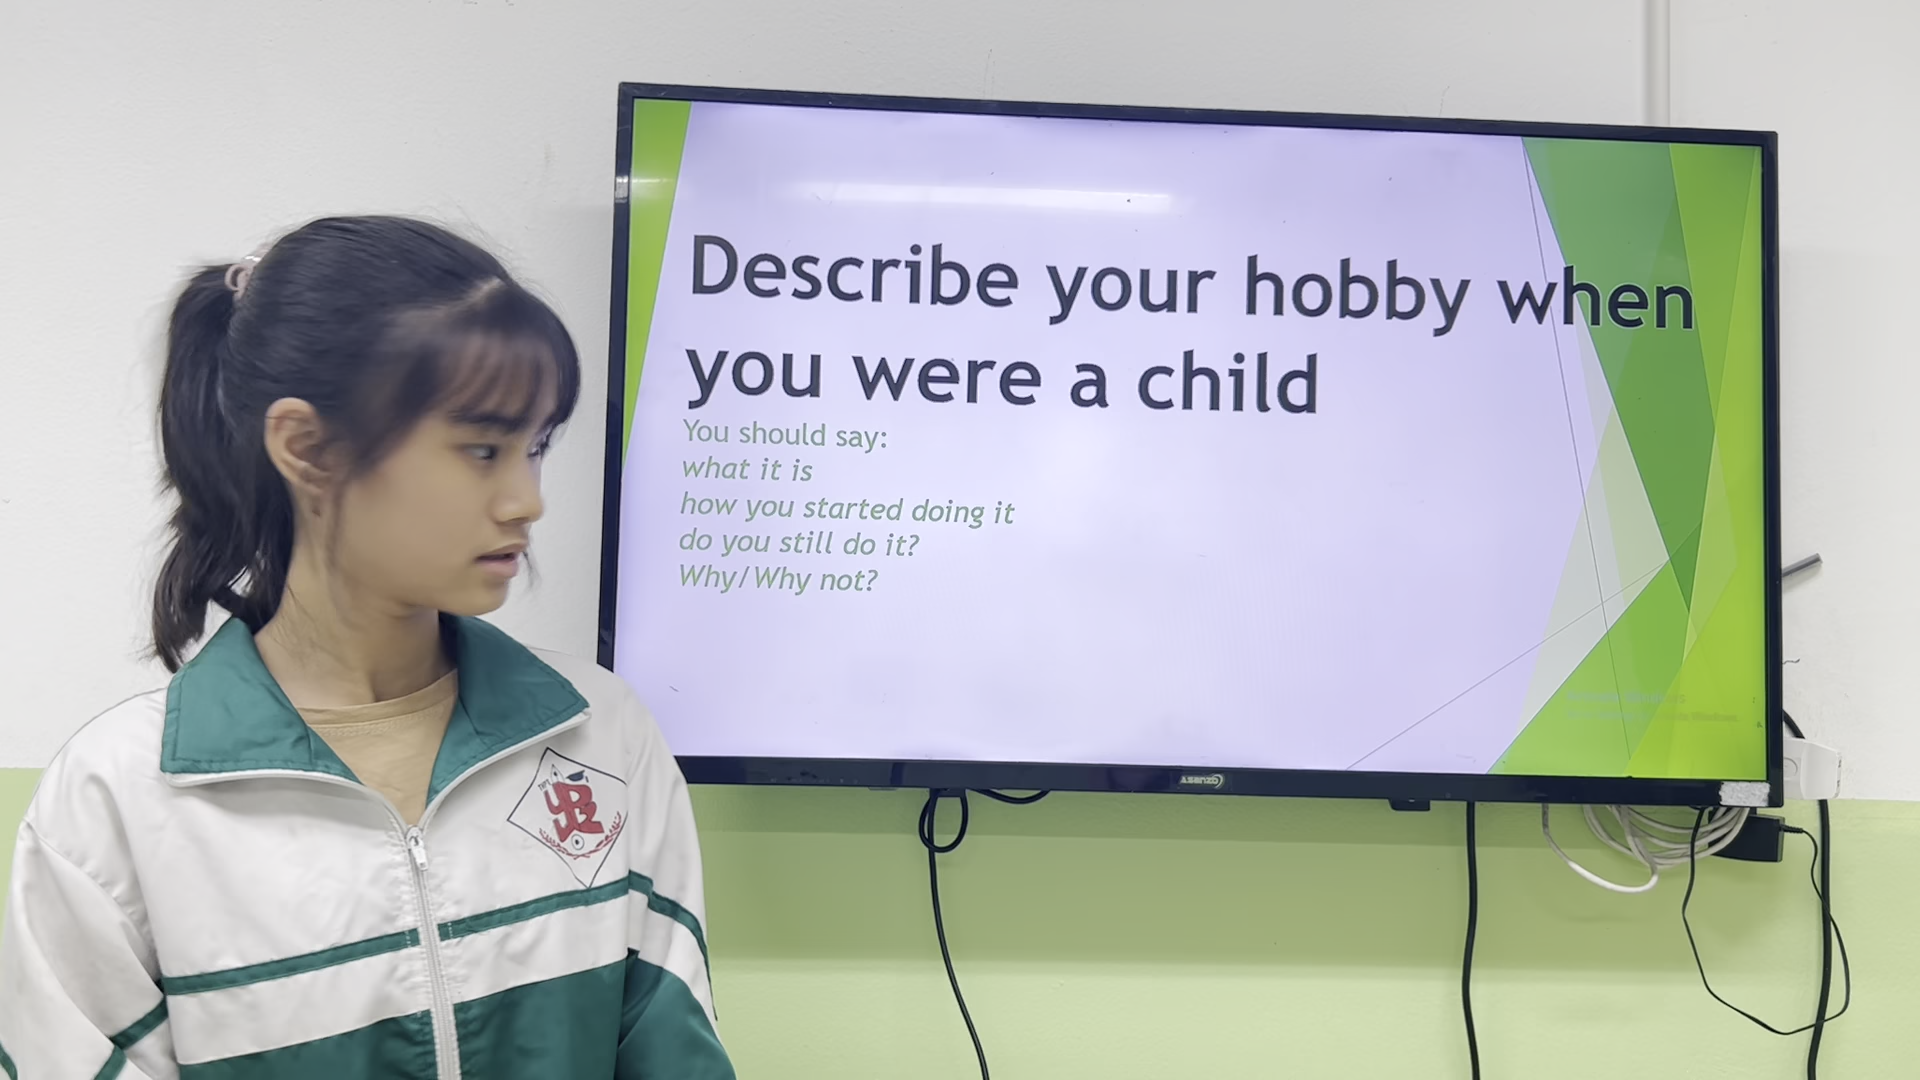 Describe your hobby when
you were a child
You should say:
what it is
how you started doing it
do you still do it?
Why/Why not?
asanzo